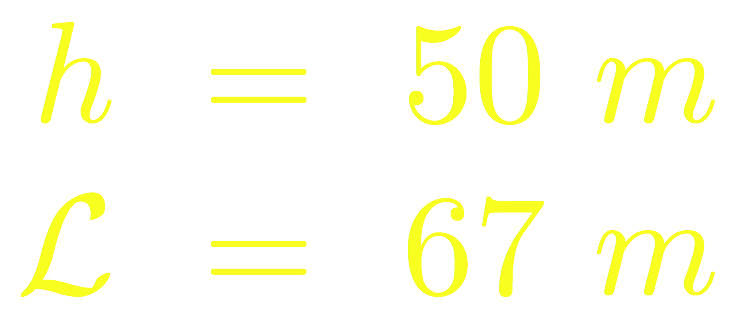 h = 50 m
ℒ = 67 m